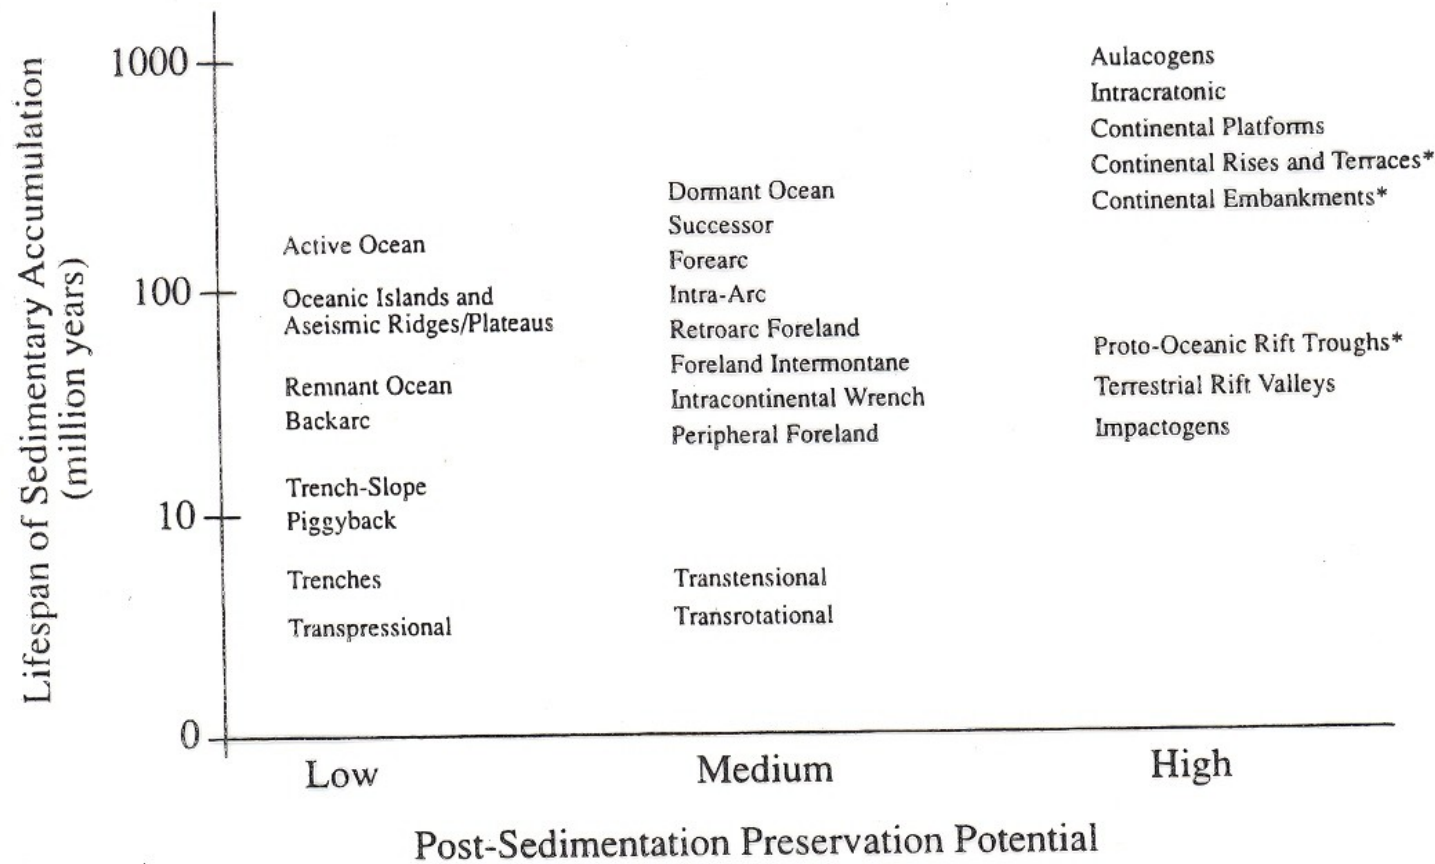 Lifespan of Sedimentary Accumulation
(million years)
1000
100
10
0
Active Ocean
Oceanic Islands and
Aseismic Ridges/Plateaus
Remnant Ocean
Backarc
Trench-Slope
Piggyback
Trenches
Transpressional
Dormant Ocean
Successor
Forearc
Intra-Arc
Retroarc Foreland
Foreland Intermontane
Intracontinental Wrench
Peripheral Foreland
Transtensional
Transrotational
Aulacogens
Intracratonic
Continental Platforms
Continental Rises and Terraces*
Continental Embankments*
Proto-Oceanic Rift Troughs*
Terrestrial Rift Valleys
Impactogens
Low
Medium
High
Post-Sedimentation Preservation Potential